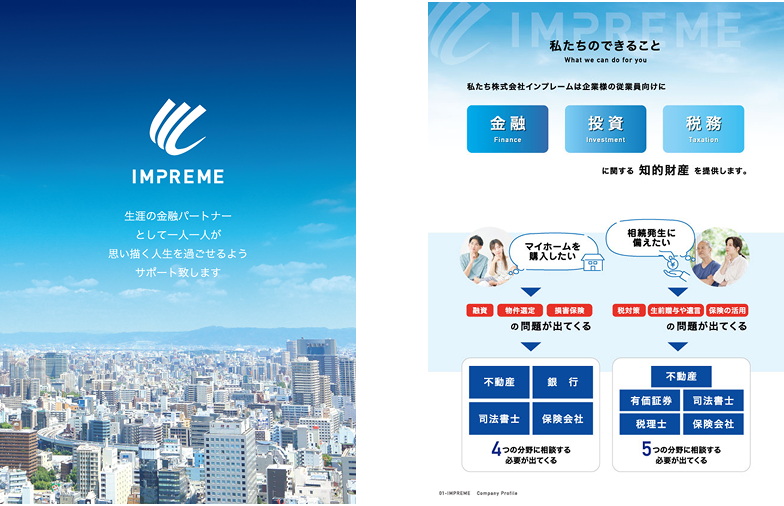 IMPREME
生涯の金融パートナー
として一人一人が
思い描く人生を過ごせるよう
サポート致します
IMPREME
私たちのできること
What we can do for you
私たち株式会社インプレームは企業様の従業員向けに
金融
Finance
投資
Investment
税務
Taxation
に関する 知的財産 を提供します。
マイホームを
購入したい
相続発生に
備えたい
融資
物件選定
損害保険
の問題が出てくる
税対策
生前贈与や遺言
保険の活用
の問題が出てくる
不動産
銀 行
司法書士
保険会社
4つの分野に相談する
必要が出てくる
不動産
有価証券
司法書士
税理士
保険会社
5つの分野に相談する
必要が出てくる
01-IMPREME Company Profile